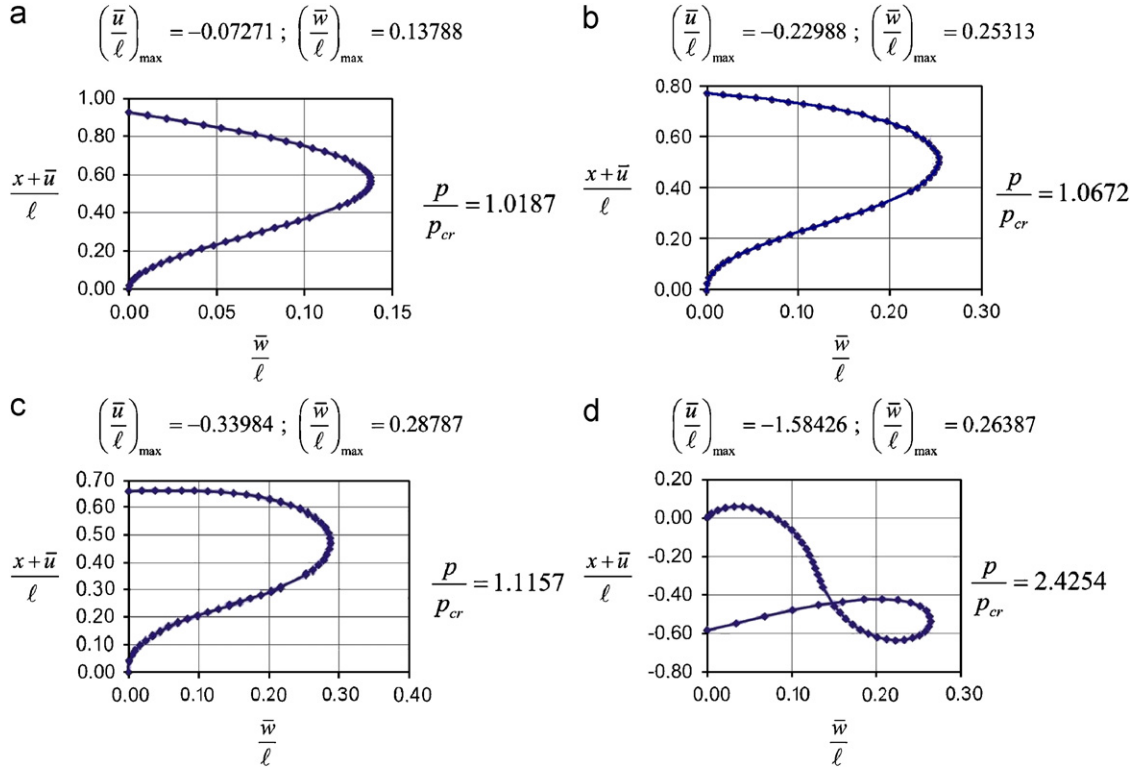 a
(u̅/ℓ)max = −0.07271 ; (w̅/ℓ)max = 0.13788
1.00
0.80
0.60
0.40
0.20
0.00
x+u̅/ℓ
0.00 0.05 0.10 0.15
w̅/ℓ
p/pcr = 1.0187
b
(u̅/ℓ)max = −0.22988 ; (w̅/ℓ)max = 0.25313
0.80
0.60
0.40
0.20
0.00
x+u̅/ℓ
0.00 0.10 0.20 0.30
w̅/ℓ
p/pcr = 1.0672
c
(u̅/ℓ)max = −0.33984 ; (w̅/ℓ)max = 0.28787
0.70
0.60
0.50
0.40
0.30
0.20
0.10
0.00
x+u̅/ℓ
0.00 0.10 0.20 0.30 0.40
w̅/ℓ
p/pcr = 1.1157
d
(u̅/ℓ)max = −1.58426 ; (w̅/ℓ)max = 0.26387
0.20
0.00
-0.20
-0.40
-0.60
-0.80
x+u̅/ℓ
0.00 0.10 0.20 0.30
w̅/ℓ
p/pcr = 2.4254